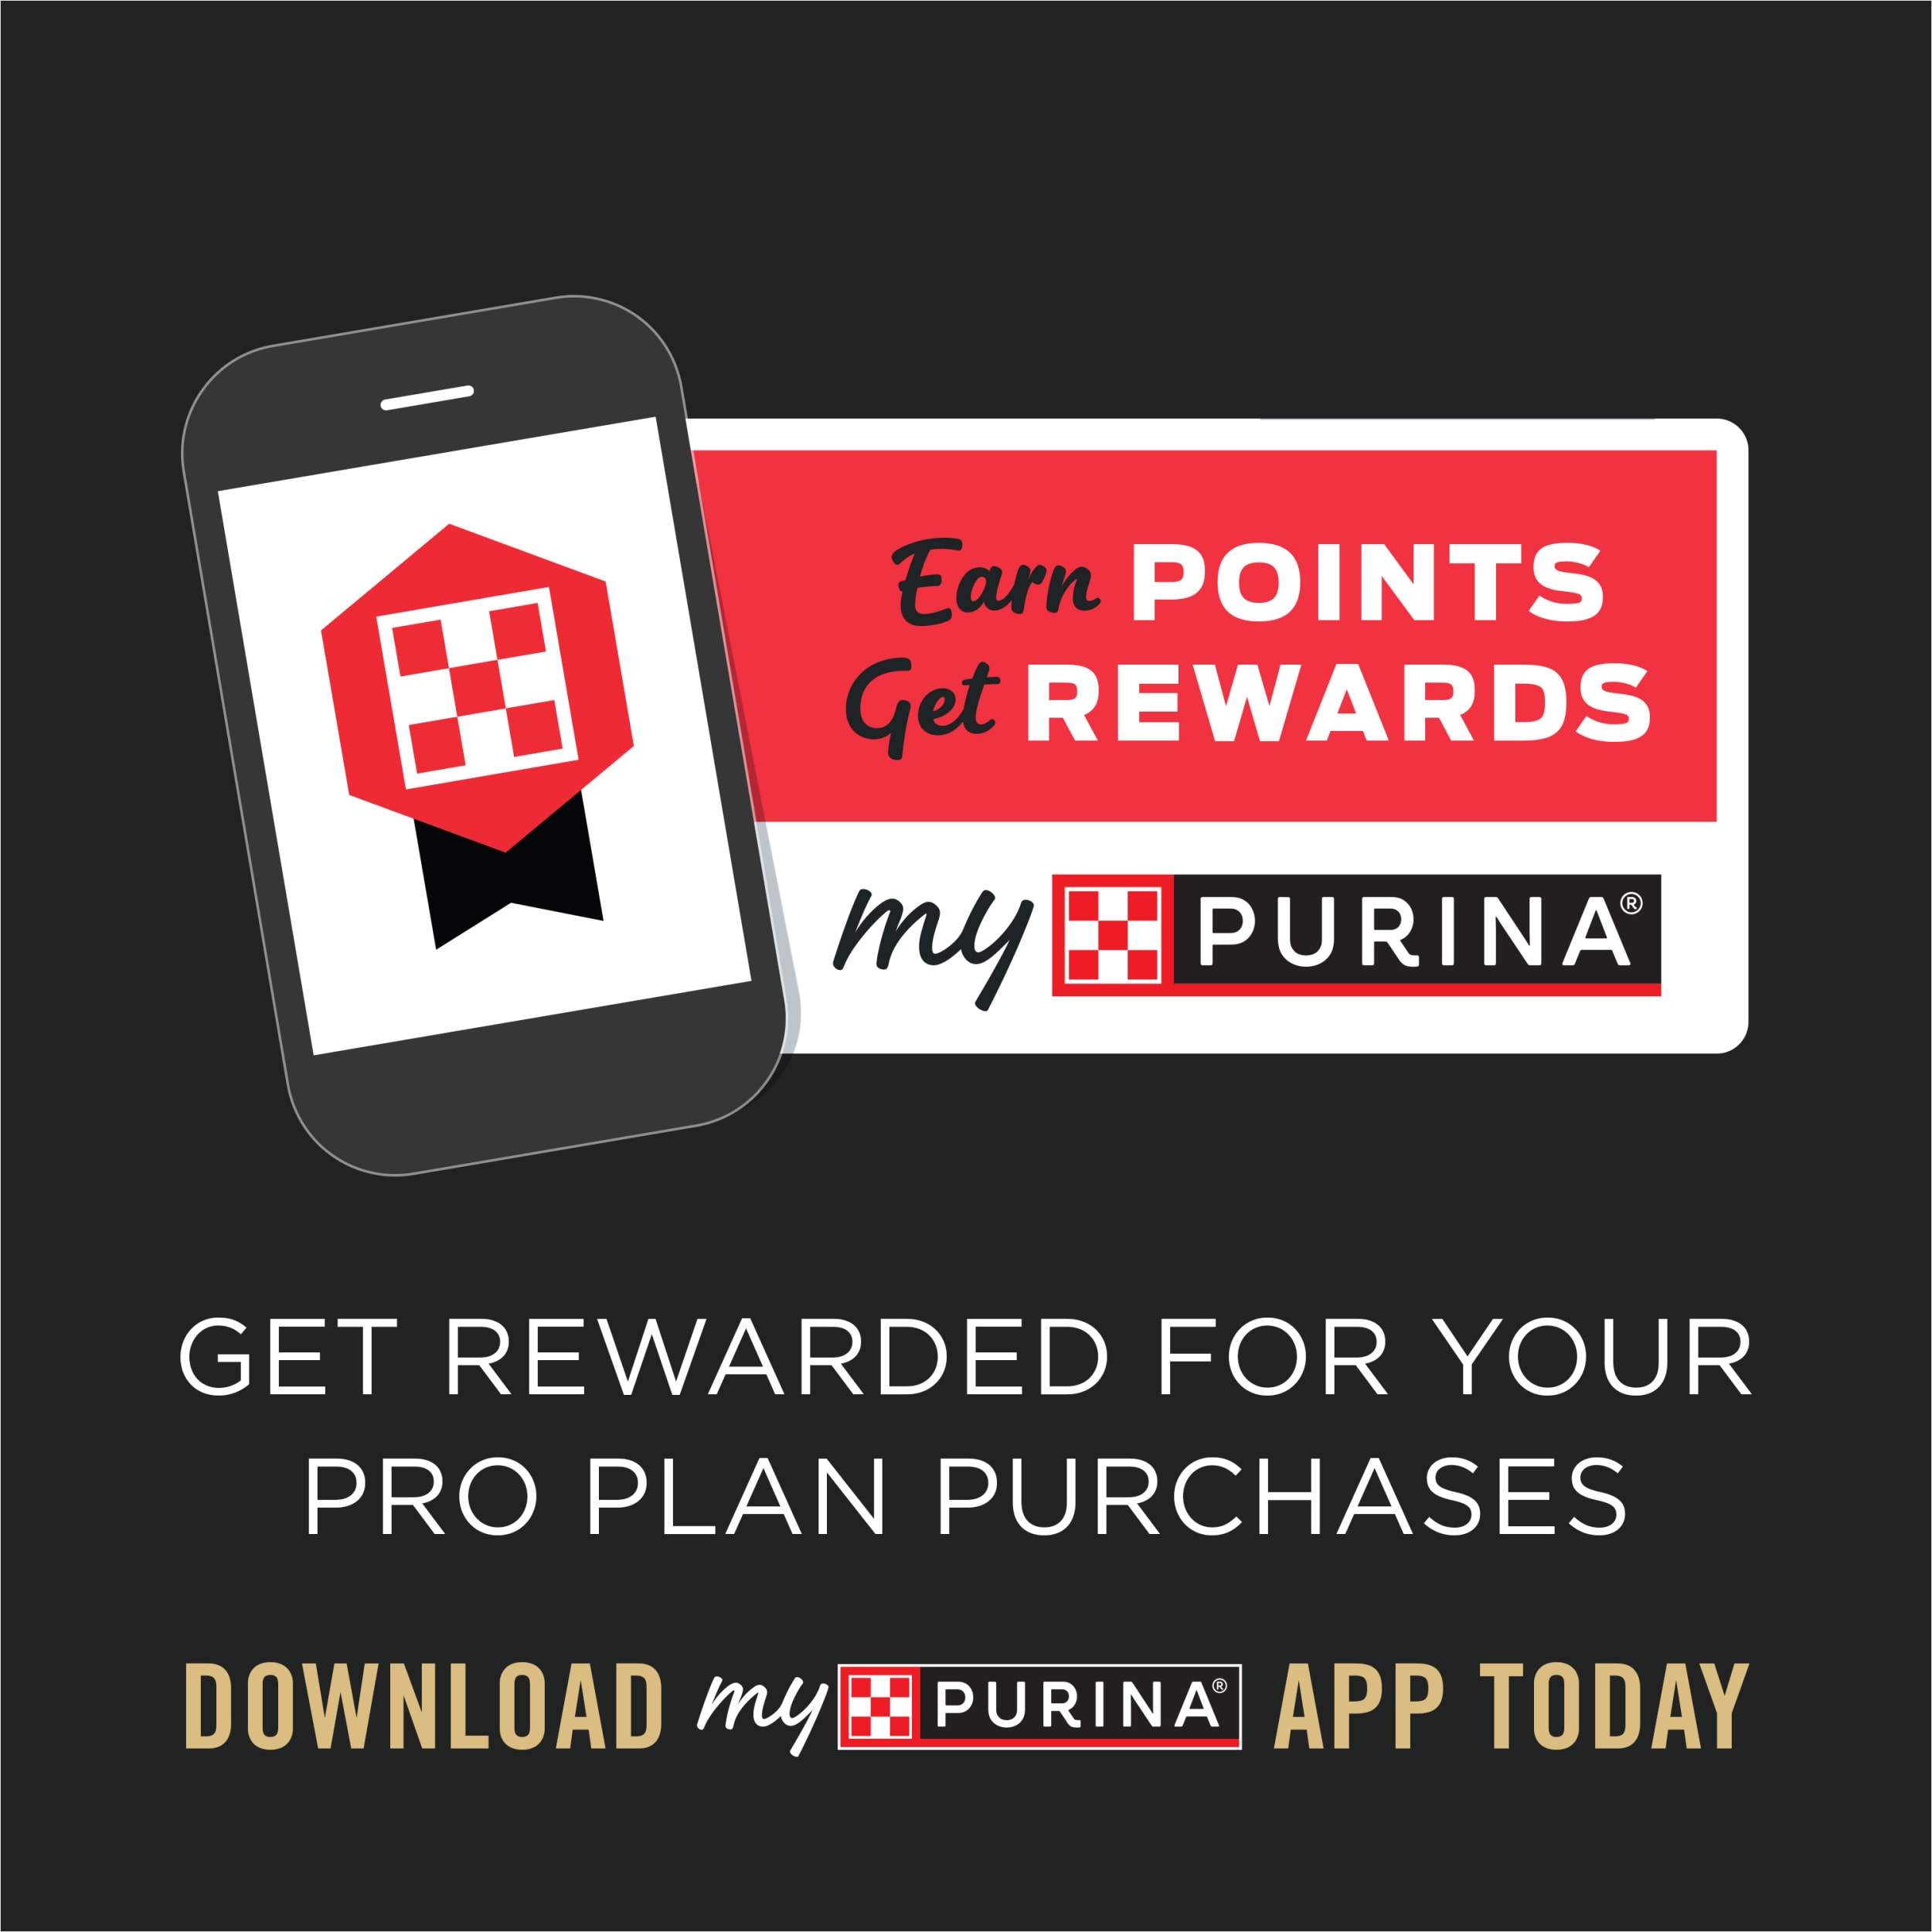 Earn POINTS
Get REWARDS
my PURINA®
GET REWARDED FOR YOUR
PRO PLAN PURCHASES
DOWNLOAD my PURINA® APP TODAY